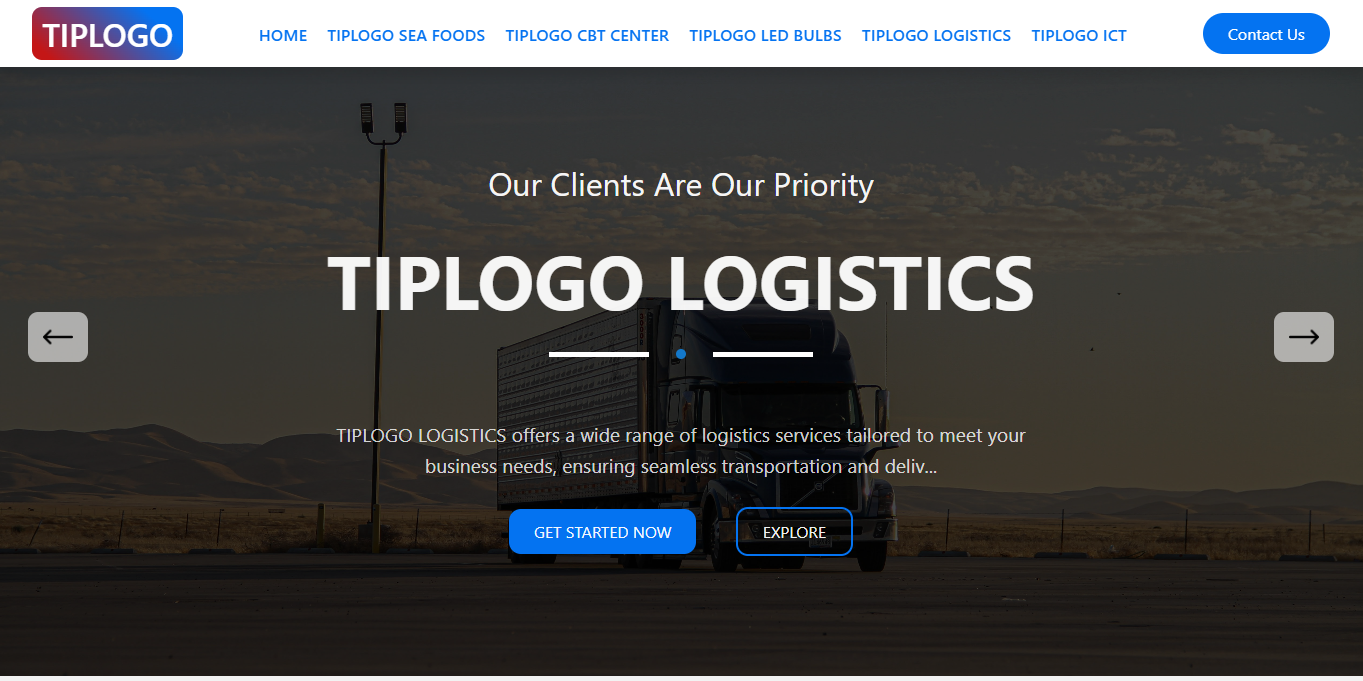 TIPLOGO
HOME TIPLOGO SEA FOODS TIPLOGO CBT CENTER TIPLOGO LED BULBS TIPLOGO LOGISTICS TIPLOGO ICT
Contact Us
Our Clients Are Our Priority
TIPLOGO LOGISTICS
TIPLOGO LOGISTICS offers a wide range of logistics services tailored to meet your
business needs, ensuring seamless transportation and deliv...
GET STARTED NOW
EXPLORE